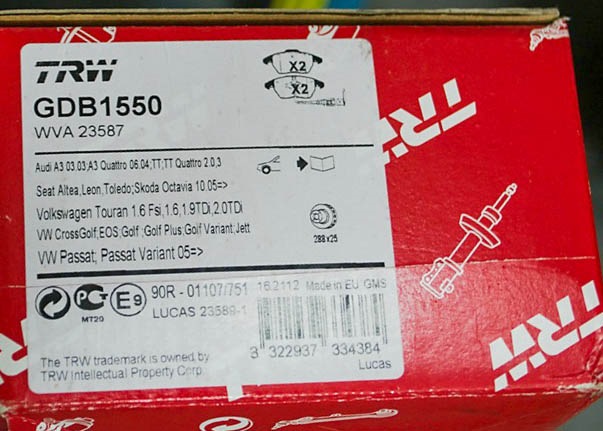 TRW
X2
X2
GDB1550
WVA 23587
Audi A3 03.03;A3 Quattro 06.04;TT;TT Quattro 2.0,3
Seat Altea,Leon,Toledo;Skoda Octavia 10.05=>
Volkswagen Touran 1.6 Fsi,1.6,1.9TDi,2.0TDi
VW CrossGolf;EOS;Golf ;Golf Plus;Golf Variant;Jett
VW Passat; Passat Variant 05=>
288x25
PCT
MT20
E9
90R - 01107/751
16.2112
Made in EU
GMS
LUCAS 23589-1
3 322937 334384
Lucas
The TRW trademark is owned by
TRW Intellectual Property Corp.
TRW
TRW
TRW